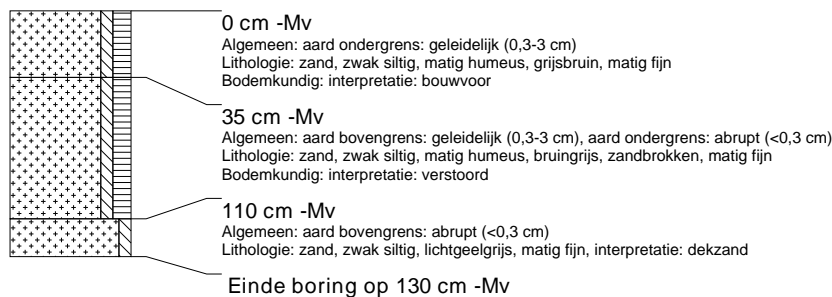 0 cm -Mv
Algemeen: aard ondergrens: geleidelijk (0,3-3 cm)
Lithologie: zand, zwak siltig, matig humeus, grijsbruin, matig fijn
Bodemkundig: interpretatie: bouwvoor
35 cm -Mv
Algemeen: aard bovengrens: geleidelijk (0,3-3 cm), aard ondergrens: abrupt (<0,3 cm)
Lithologie: zand, zwak siltig, matig humeus, bruingrijs, zandbrokken, matig fijn
Bodemkundig: interpretatie: verstoord
110 cm -Mv
Algemeen: aard bovengrens: abrupt (<0,3 cm)
Lithologie: zand, zwak siltig, lichtgeelgrijs, matig fijn, interpretatie: dekzand
Einde boring op 130 cm -Mv